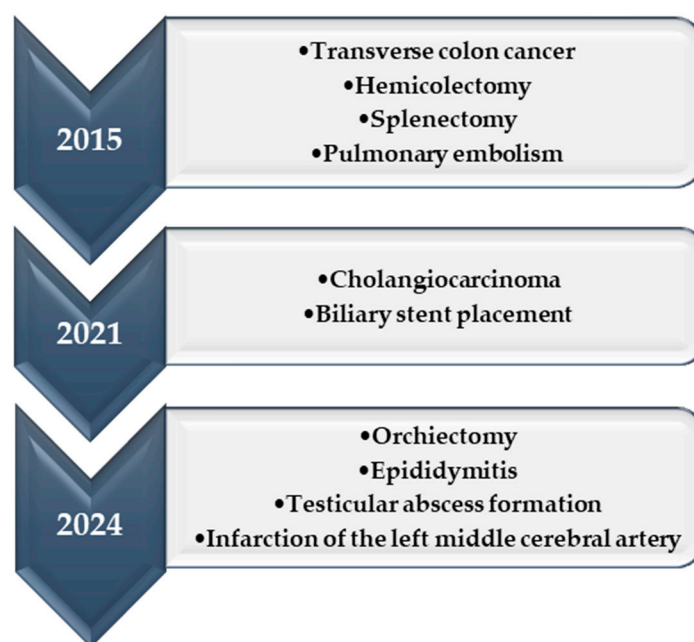 2015
•Transverse colon cancer
•Hemicolectomy
•Splenectomy
•Pulmonary embolism
2021
•Cholangiocarcinoma
•Biliary stent placement
2024
•Orchiectomy
•Epididymitis
•Testicular abscess formation
•Infarction of the left middle cerebral artery